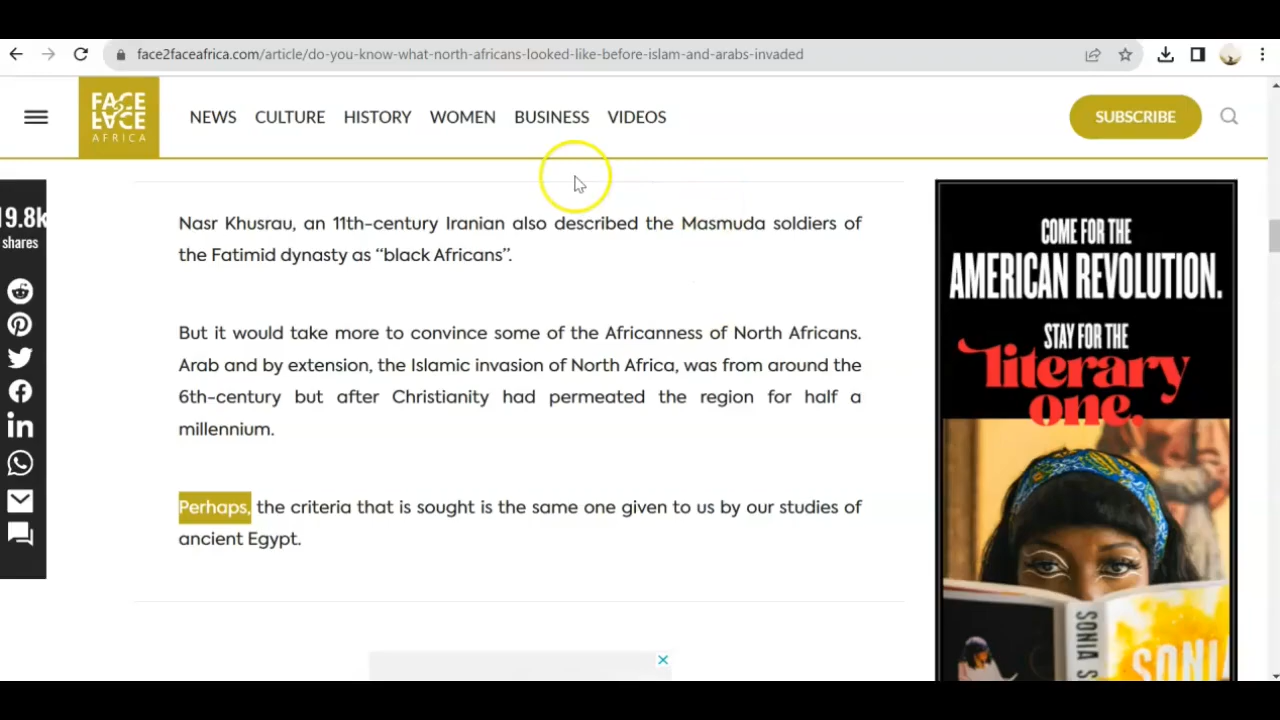 face2faceafrica.com/article/do-you-know-what-north-africans-looked-like-before-islam-and-arabs-invaded
FACE
2
FACE
AFRICA
NEWS CULTURE HISTORY WOMEN BUSINESS VIDEOS
SUBSCRIBE
19.8k
shares
Nasr Khusrau, an 11th-century Iranian also described the Masmuda soldiers of
the Fatimid dynasty as “black Africans”.
But it would take more to convince some of the Africanness of North Africans.
Arab and by extension, the Islamic invasion of North Africa, was from around the
6th-century but after Christianity had permeated the region for half a
millennium.
Perhaps, the criteria that is sought is the same one given to us by our studies of
ancient Egypt.
COME FOR THE
AMERICAN REVOLUTION.
STAY FOR THE
literary
one.
SONIA S
SONI